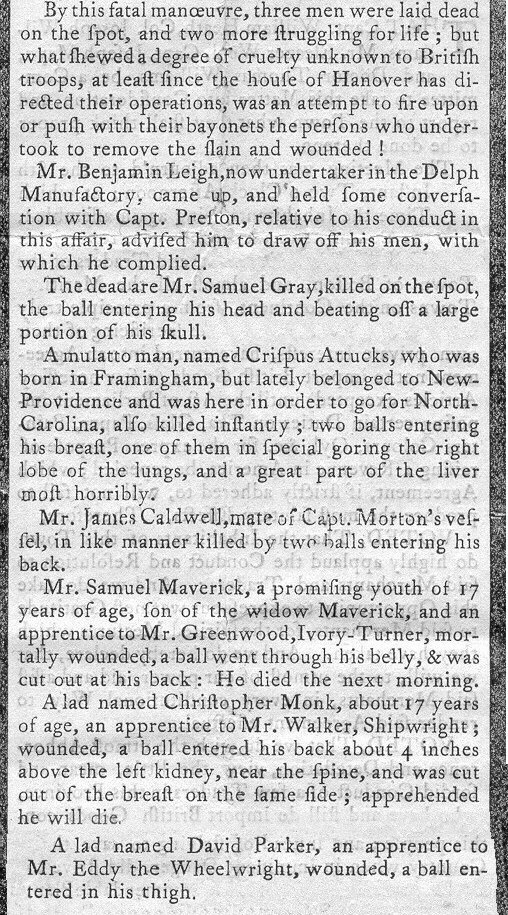 By this fatal manœuvre, three men were laid dead
on the ſpot, and two more ſtruggling for life ; but
what ſhewed a degree of cruelty unknown to Britiſh
troops, at leaſt ſince the houſe of Hanover has di-
rected their operations, was an attempt to fire upon
or puſh with their bayonets the perſons who under-
took to remove the ſlain and wounded !
Mr. Benjamin Leigh, now undertaker in the Delph
Manufactory, came up, and held ſome converſa-
tion with Capt. Preſton, relative to his conduct in
this affair, adviſed him to draw off his men, with
which he complied.
The dead are Mr. Samuel Gray, killed on the ſpot,
the ball entering his head and beating off a large
portion of his ſkull.
A mulatto man, named Criſpus Attucks, who was
born in Framingham, but lately belonged to New-
Providence and was here in order to go for North-
Carolina, alſo killed inſtantly ; two balls entering
his breaſt, one of them in ſpecial goring the right
lobe of the lungs, and a great part of the liver
moſt horribly.
Mr. James Caldwell, mate of Capt. Morton's veſ-
ſel, in like manner killed by two balls entering his
back.
Mr. Samuel Maverick, a promiſing youth of 17
years of age, ſon of the widow Maverick, and an
apprentice to Mr. Greenwood, Ivory-Turner, mor-
tally wounded, a ball went through his belly, & was
cut out at his back : He died the next morning.
A lad named Chriſtopher Monk, about 17 years
of age, an apprentice to Mr. Walker, Shipwright ;
wounded, a ball entered his back about 4 inches
above the left kidney, near the ſpine, and was cut
out of the breaſt on the ſame ſide ; apprehended
he will die.
A lad named David Parker, an apprentice to
Mr. Eddy the Wheelwright, wounded, a ball en-
tered in his thigh.